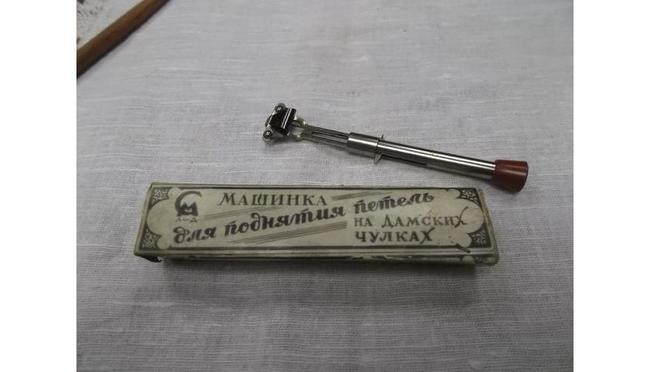 МАШИНКА
для поднятия петель
НА ДАМСКИХ
ЧУЛКАХ